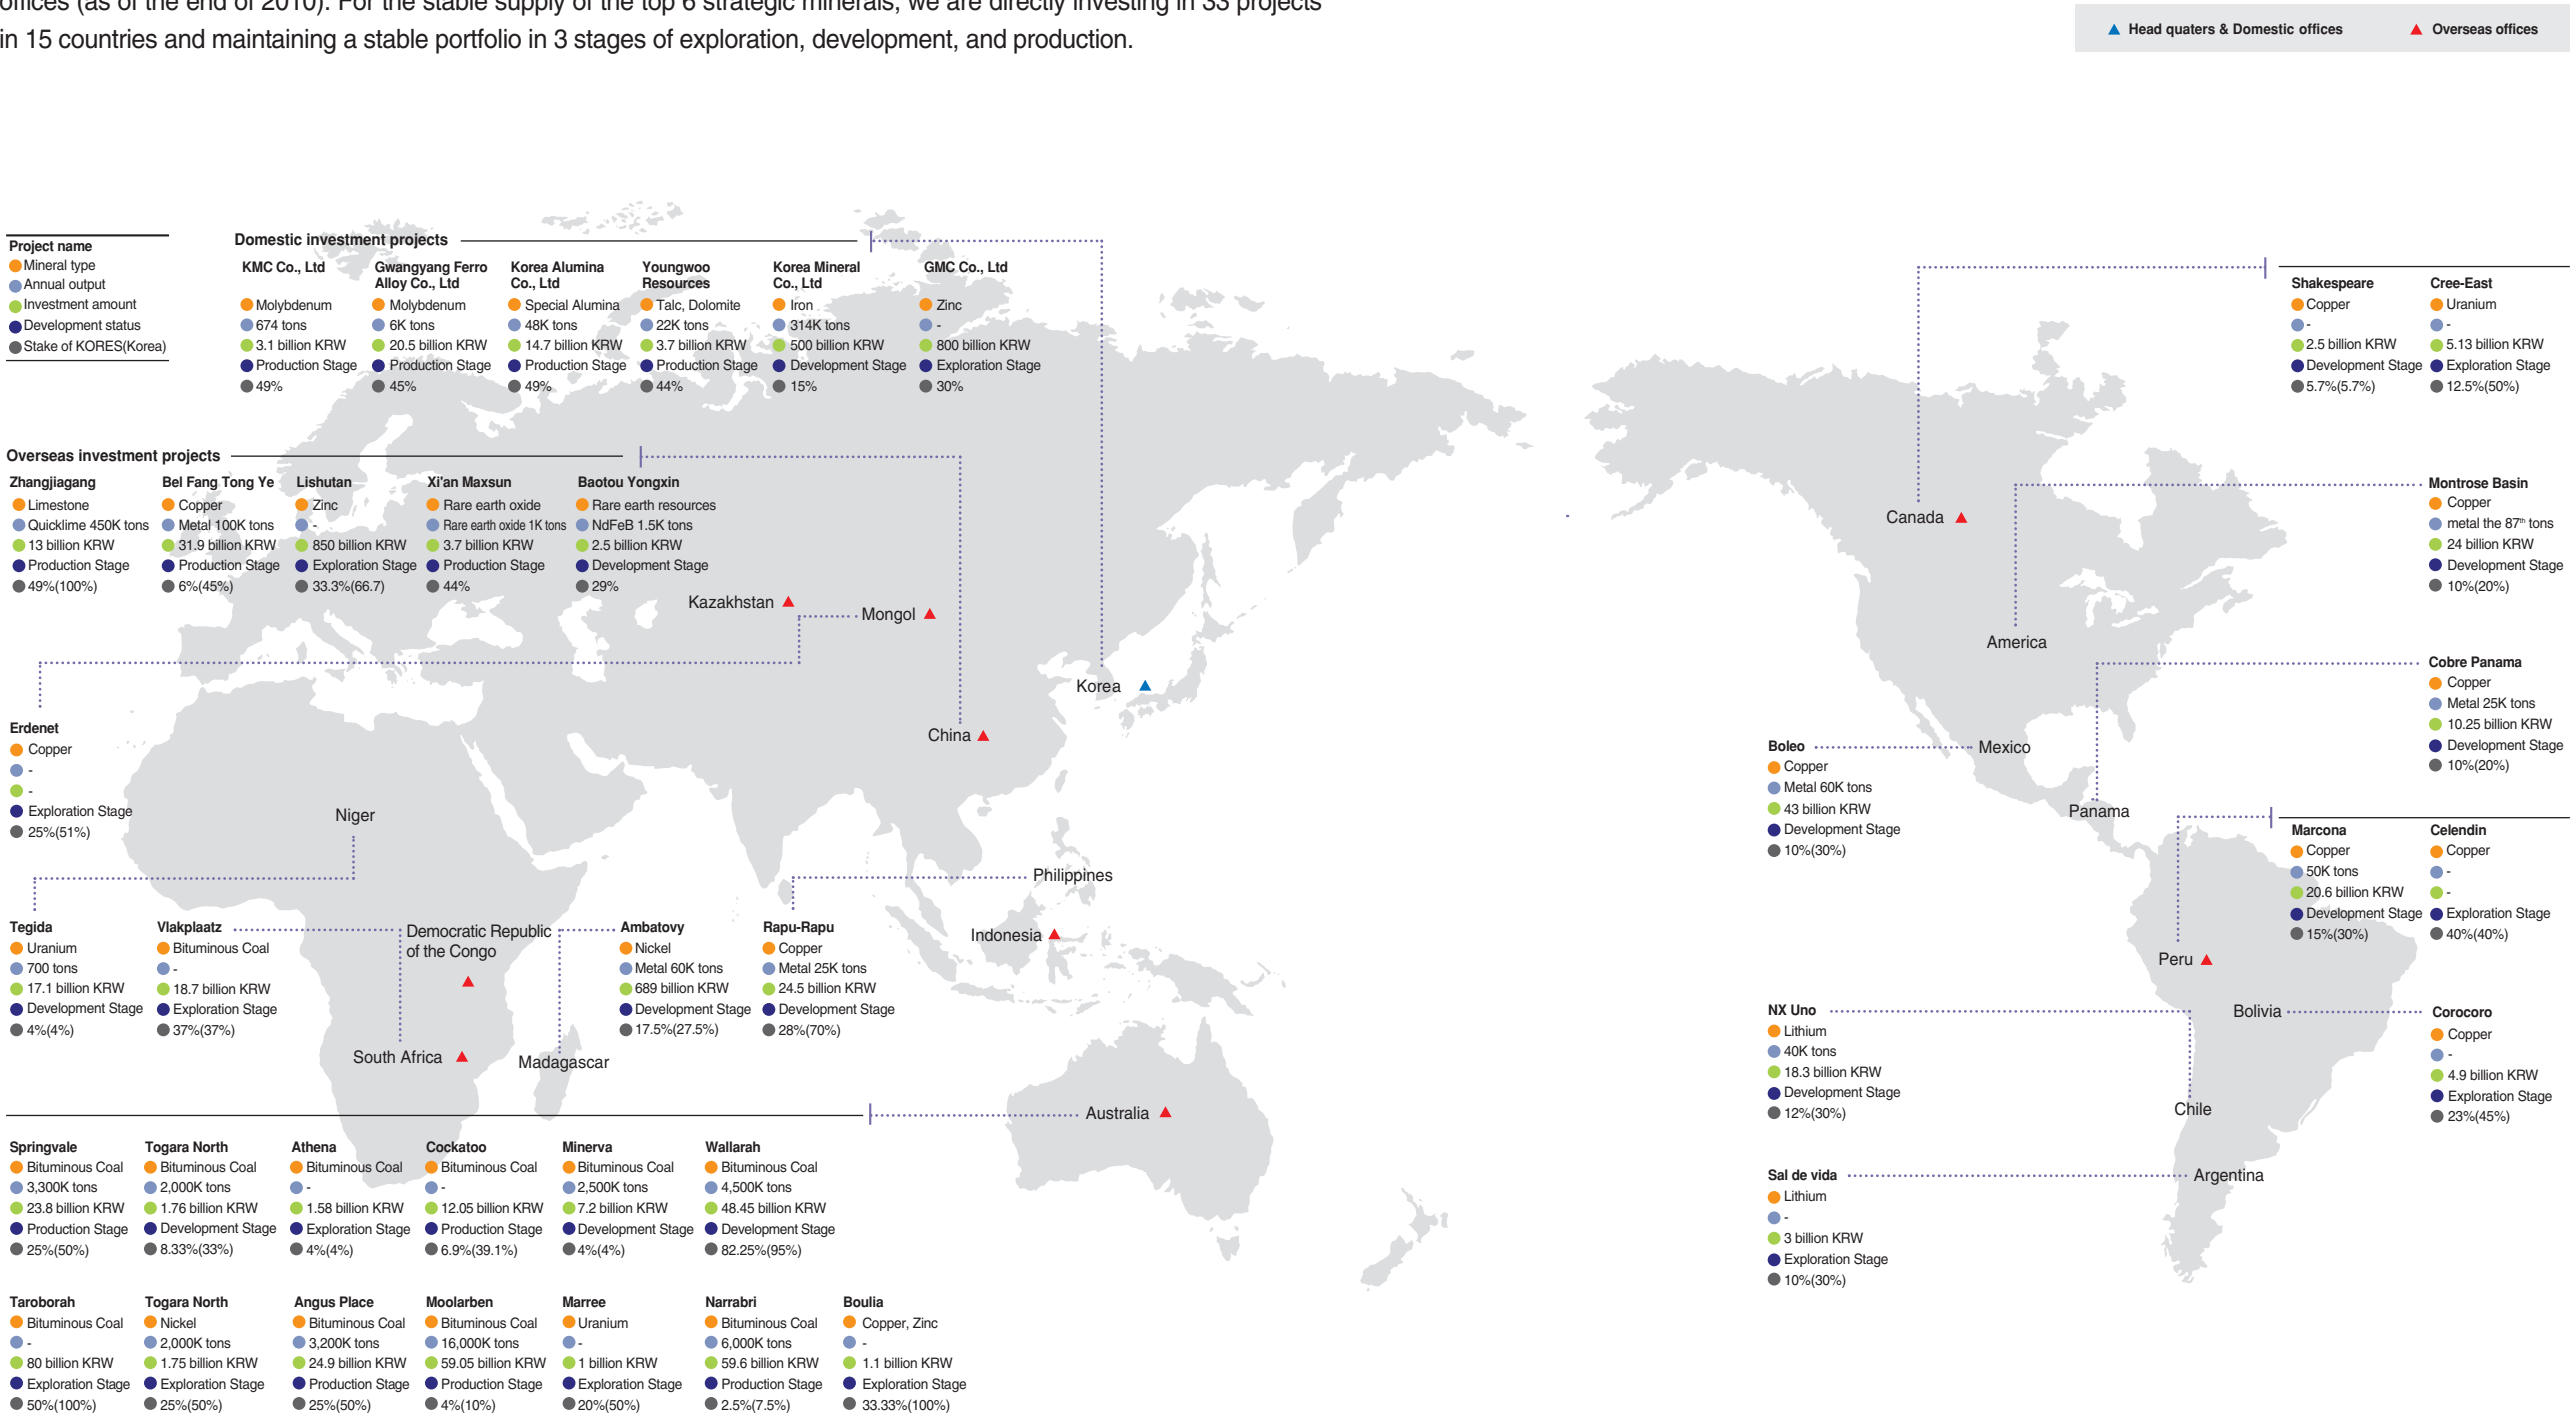 offices (as of the end of 2010). For the stable supply of the top 6 strategic minerals, we are directly investing in 33 projects
in 15 countries and maintaining a stable portfolio in 3 stages of exploration, development, and production.
Head quaters & Domestic offices
Overseas offices
Project name
Mineral type
Annual output
Investment amount
Development status
Stake of KORES(Korea)
Domestic investment projects
KMC Co., Ltd
Molybdenum
674 tons
3.1 billion KRW
Production Stage
49%
Gwangyang Ferro
Alloy Co., Ltd
Molybdenum
6K tons
20.5 billion KRW
Production Stage
45%
Korea Alumina
Co., Ltd
Special Alumina
48K tons
14.7 billion KRW
Production Stage
49%
Youngwoo
Resources
Talc, Dolomite
22K tons
3.7 billion KRW
Production Stage
44%
Korea Mineral
Co., Ltd
Iron
314K tons
500 billion KRW
Development Stage
15%
GMC Co., Ltd
Zinc
-
800 billion KRW
Exploration Stage
30%
Overseas investment projects
Zhangjiagang
Limestone
Quicklime 450K tons
13 billion KRW
Production Stage
49%(100%)
Bel Fang Tong Ye
Copper
Metal 100K tons
31.9 billion KRW
Production Stage
6%(45%)
Lishutan
Zinc
-
850 billion KRW
Exploration Stage
33.3%(66.7)
Xi'an Maxsun
Rare earth oxide
Rare earth oxide 1K tons
3.7 billion KRW
Production Stage
44%
Baotou Yongxin
Rare earth resources
NdFeB 1.5K tons
2.5 billion KRW
Development Stage
29%
Kazakhstan
Mongol
Korea
China
Erdenet
Copper
-
-
Exploration Stage
25%(51%)
Niger
Philippines
Indonesia
Democratic Republic
of the Congo
South Africa
Madagascar
Tegida
Uranium
700 tons
17.1 billion KRW
Development Stage
4%(4%)
Vlakplaatz
Bituminous Coal
-
18.7 billion KRW
Exploration Stage
37%(37%)
Ambatovy
Nickel
Metal 60K tons
689 billion KRW
Development Stage
17.5%(27.5%)
Rapu-Rapu
Copper
Metal 25K tons
24.5 billion KRW
Development Stage
28%(70%)
Australia
Springvale
Bituminous Coal
3,300K tons
23.8 billion KRW
Production Stage
25%(50%)
Togara North
Bituminous Coal
2,000K tons
1.76 billion KRW
Development Stage
8.33%(33%)
Athena
Bituminous Coal
-
1.58 billion KRW
Exploration Stage
4%(4%)
Cockatoo
Bituminous Coal
-
12.05 billion KRW
Production Stage
6.9%(39.1%)
Minerva
Bituminous Coal
2,500K tons
7.2 billion KRW
Development Stage
4%(4%)
Wallarah
Bituminous Coal
4,500K tons
48.45 billion KRW
Development Stage
82.25%(95%)
Taroborah
Bituminous Coal
-
80 billion KRW
Exploration Stage
50%(100%)
Togara North
Nickel
2,000K tons
1.75 billion KRW
Exploration Stage
25%(50%)
Angus Place
Bituminous Coal
3,200K tons
24.9 billion KRW
Production Stage
25%(50%)
Moolarben
Bituminous Coal
16,000K tons
59.05 billion KRW
Production Stage
4%(10%)
Marree
Uranium
-
1 billion KRW
Exploration Stage
20%(50%)
Narrabri
Bituminous Coal
6,000K tons
59.6 billion KRW
Production Stage
2.5%(7.5%)
Boulia
Copper, Zinc
-
1.1 billion KRW
Exploration Stage
33.33%(100%)
Shakespeare
Copper
-
2.5 billion KRW
Development Stage
5.7%(5.7%)
Cree-East
Uranium
-
5.13 billion KRW
Exploration Stage
12.5%(50%)
Canada
Montrose Basin
Copper
metal the 87th tons
24 billion KRW
Development Stage
10%(20%)
America
Cobre Panama
Copper
Metal 25K tons
10.25 billion KRW
Development Stage
10%(20%)
Boleo
Copper
Metal 60K tons
43 billion KRW
Development Stage
10%(30%)
Mexico
Panama
Marcona
Copper
50K tons
20.6 billion KRW
Development Stage
15%(30%)
Celendin
Copper
-
-
Exploration Stage
40%(40%)
Peru
NX Uno
Lithium
40K tons
18.3 billion KRW
Development Stage
12%(30%)
Bolivia
Corocoro
Copper
-
4.9 billion KRW
Exploration Stage
23%(45%)
Chile
Sal de vida
Lithium
-
3 billion KRW
Exploration Stage
10%(30%)
Argentina